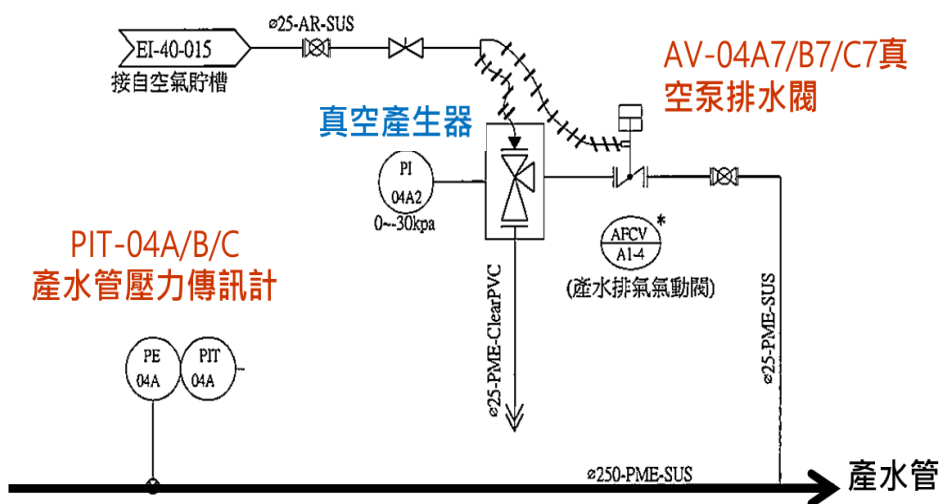 ⌀25-AR-SUS
EI-40-015
接自空氣貯槽
AV-04A7/B7/C7真
空泵排水閥
真空產生器
PI
04A2
0~-30kpa
AFCV
A1-4
*
(產水排氣氣動閥)
PIT-04A/B/C
產水管壓力傳訊計
PE
04A
PIT
04A
⌀25-PME-ClearPVC
⌀25-PME-SUS
⌀250-PME-SUS
產水管